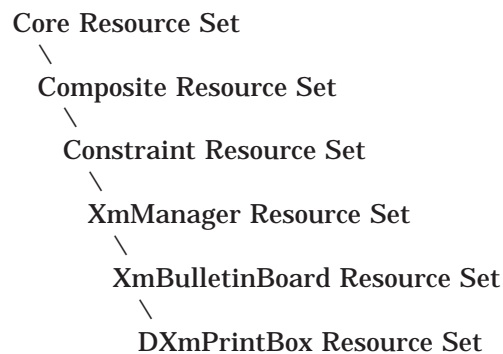 Core Resource Set
\
Composite Resource Set
\
Constraint Resource Set
\
XmManager Resource Set
\
XmBulletinBoard Resource Set
\
DXmPrintBox Resource Set